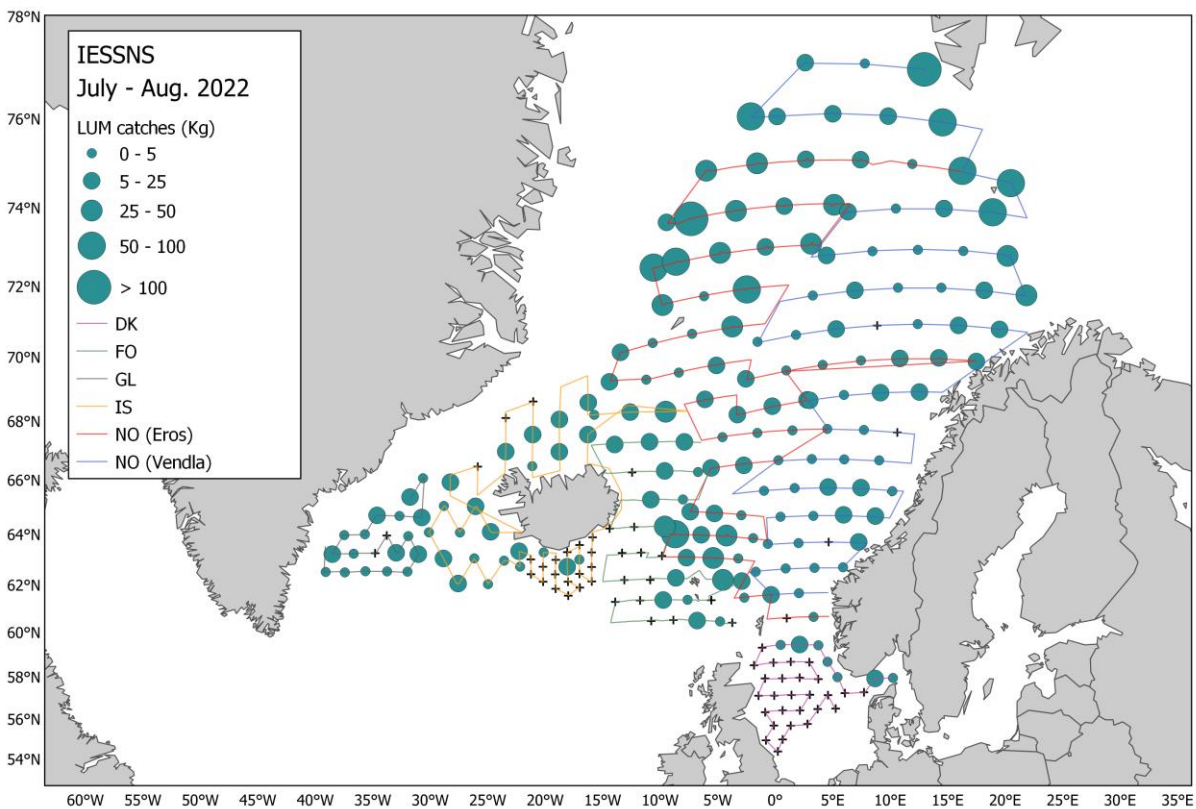 IESSNS
July - Aug. 2022
LUM catches (Kg)
0 - 5
5 - 25
25 - 50
50 - 100
> 100
DK
FO
GL
IS
NO (Eros)
NO (Vendla)
78°N
76°N
74°N
72°N
70°N
68°N
66°N
64°N
62°N
60°N
58°N
56°N
54°N
60°W 55°W 50°W 45°W 40°W 35°W 30°W 25°W 20°W 15°W 10°W 5°W 0° 5°E 10°E 15°E 20°E 25°E 30°E 35°E